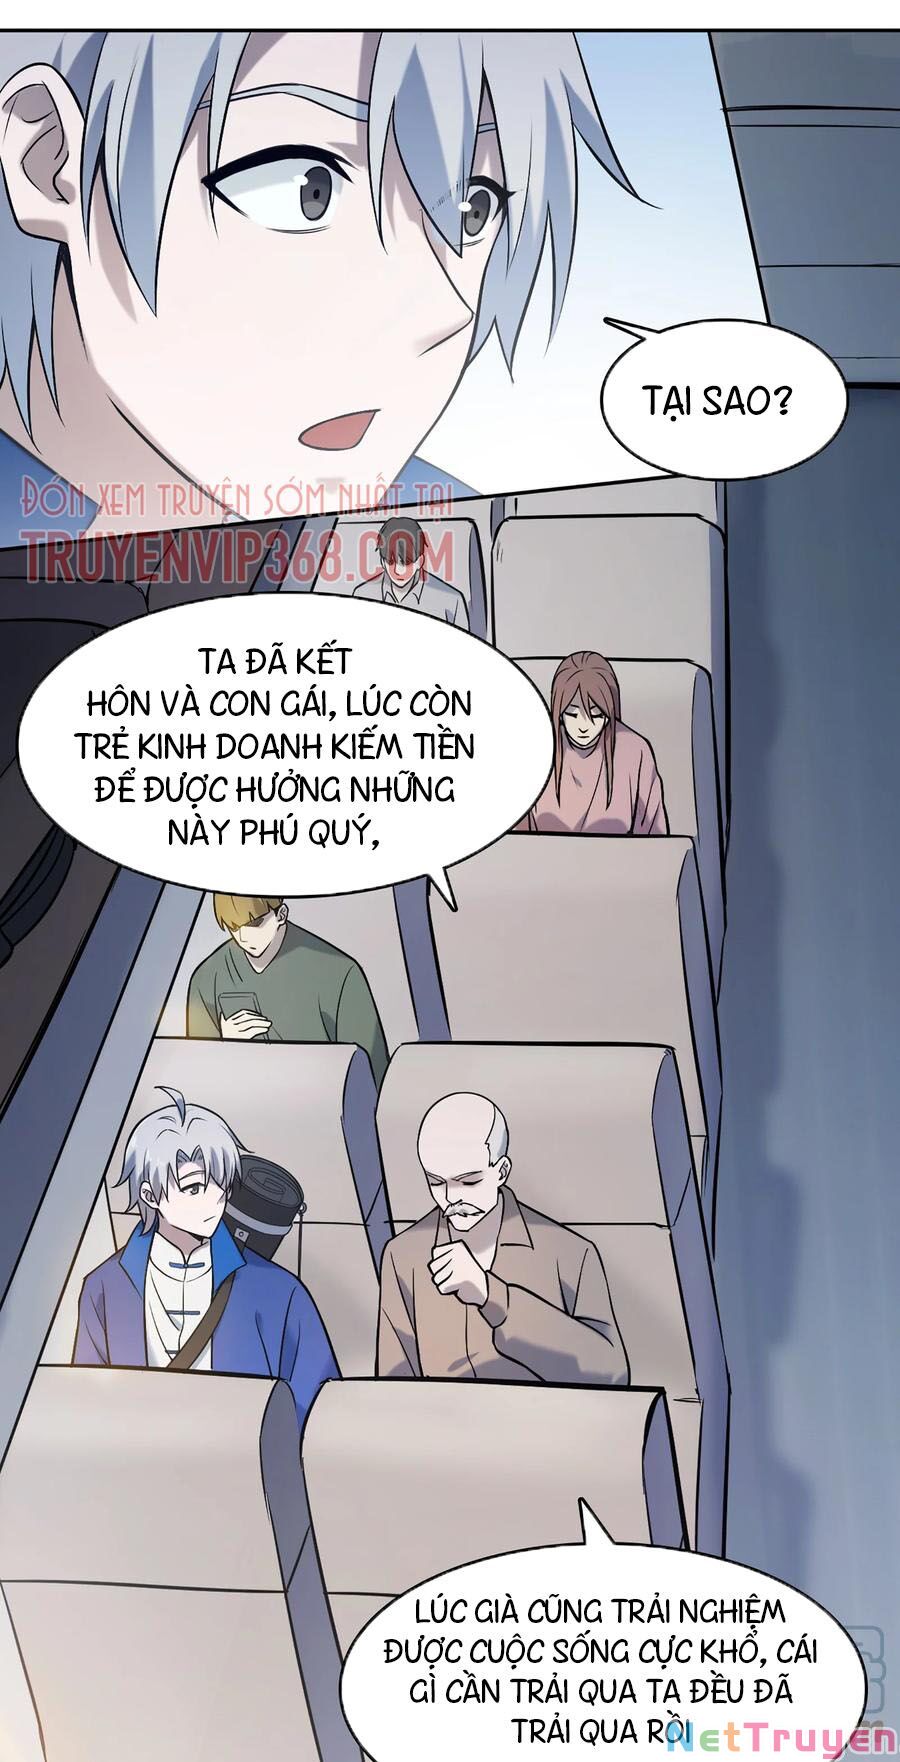 TẠI SAO?
ĐÓN XEM TRUYỆN SỚM NHẤT TẠI
TRUYENVIP368.COM
TA ĐÃ KẾT
HÔN VÀ CON GÁI, LÚC CÒN
TRẺ KINH DOANH KIẾM TIỀN
ĐỂ ĐƯỢC HƯỞNG NHỮNG
NÀY PHÚ QUÝ,
LÚC GIÀ CŨNG TRẢI NGHIỆM
ĐƯỢC CUỘC SỐNG CỰC KHỔ, CÁI
GÌ CẦN TRẢI QUA TA ĐỀU ĐÃ
TRẢI QUA RỒI
NetTruyen